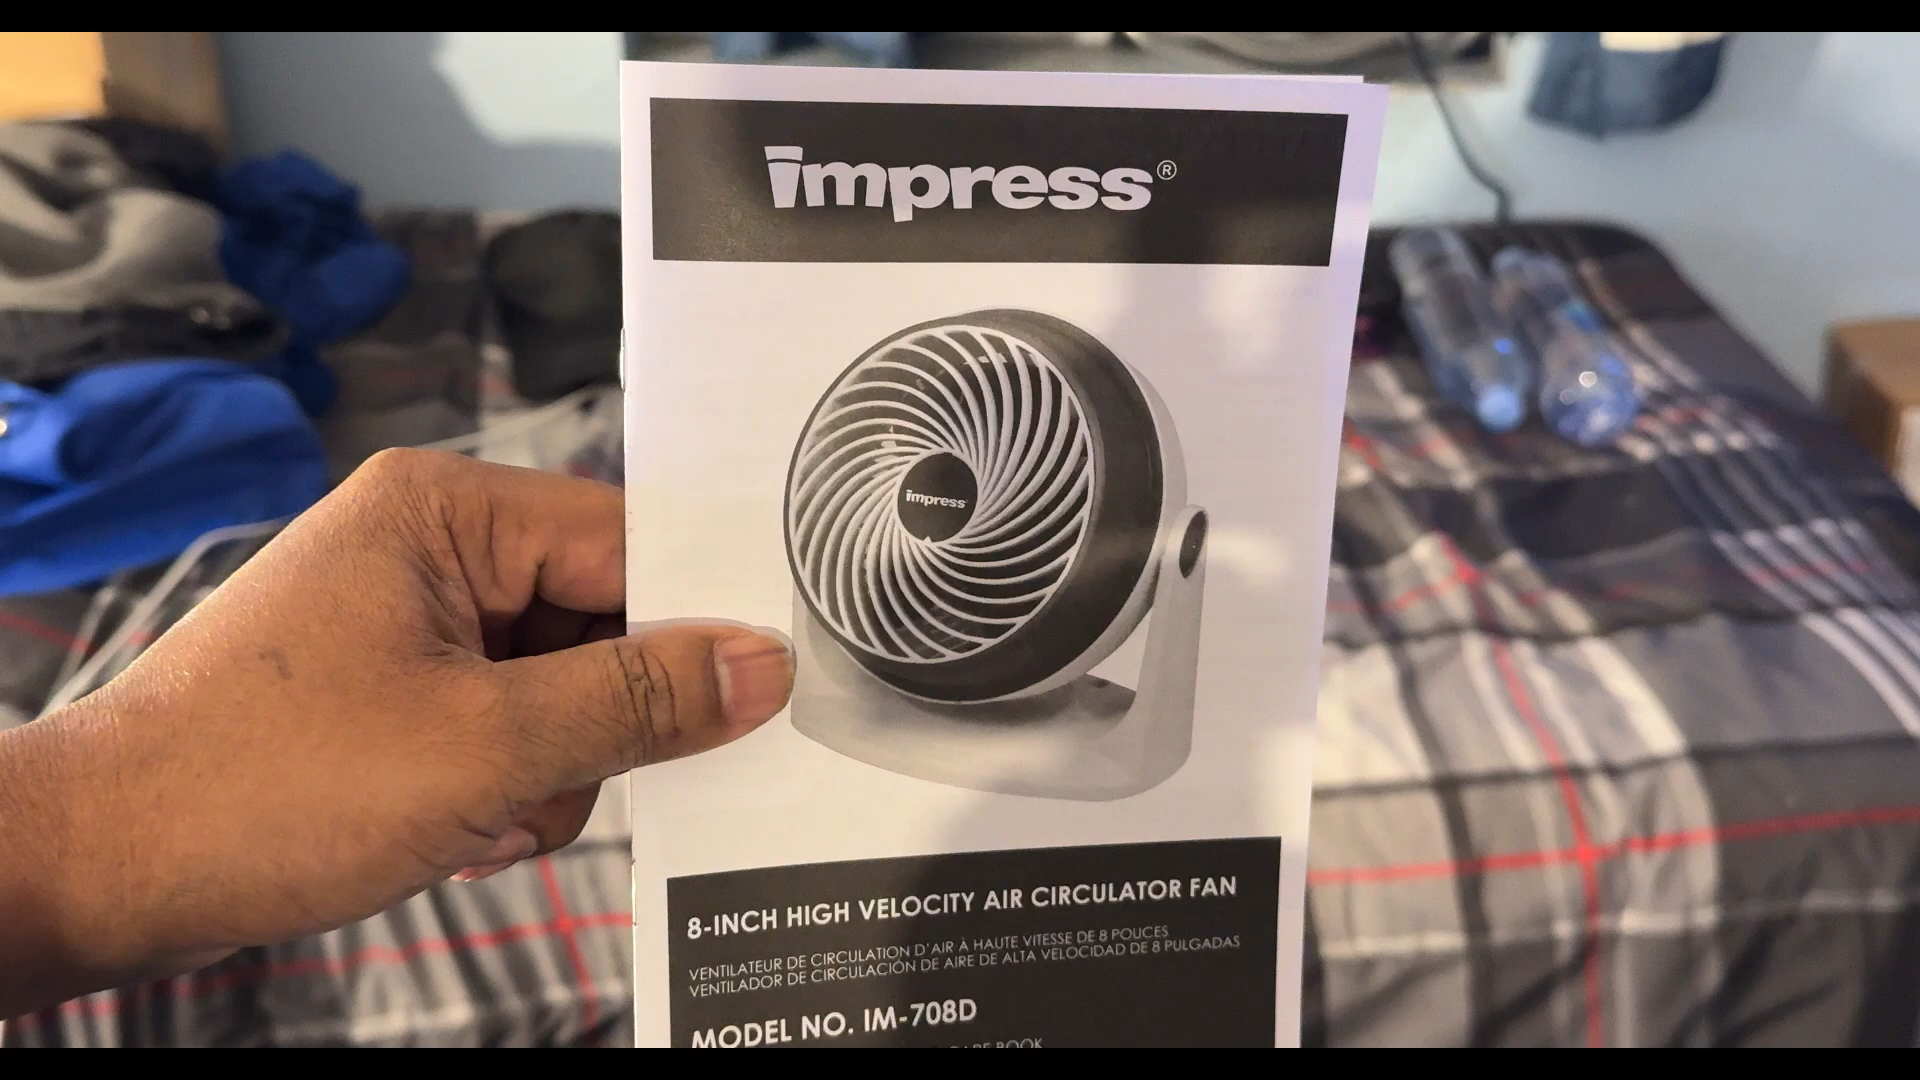 impress®
impress
8-INCH HIGH VELOCITY AIR CIRCULATOR FAN
VENTILATEUR DE CIRCULATION D'AIR À HAUTE VITESSE DE 8 POUCES
VENTILADOR DE CIRCULACIÓN DE AIRE DE ALTA VELOCIDAD DE 8 PULGADAS
MODEL NO. IM-708D
BOOK